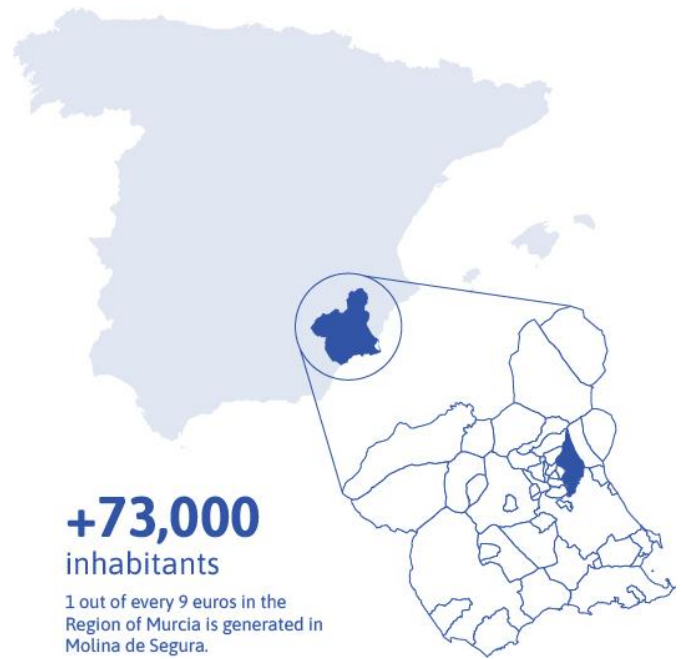 +73,000
inhabitants
1 out of every 9 euros in the
Region of Murcia is generated in
Molina de Segura.